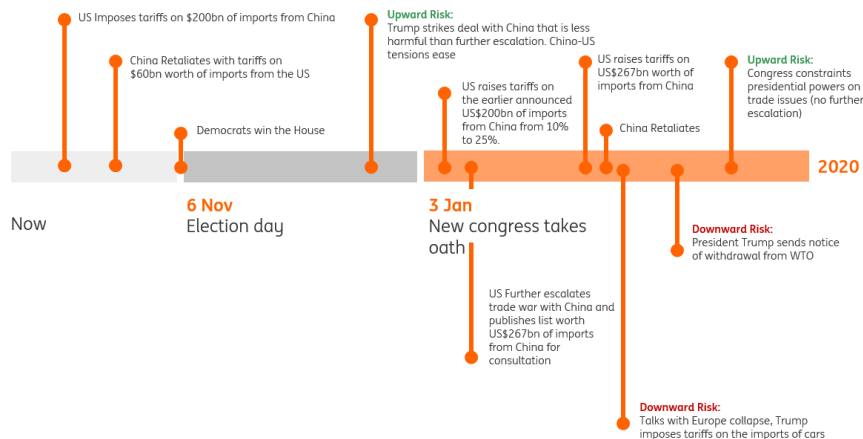 US Imposes tariffs on $200bn of imports from China
China Retaliates with tariffs on
$60bn worth of imports from the US
Democrats win the House
Upward Risk:
Trump strikes deal with China that is less
harmful than further escalation. Chino-US
tensions ease
US raises tariffs on
the earlier announced
US$200bn of imports
from China from 10%
to 25%.
US raises tariffs on
US$267bn worth of
imports from China
China Retaliates
Upward Risk:
Congress constraints
presidential powers on
trade issues (no further
escalation)
2020
Now
6 Nov
Election day
3 Jan
New congress takes
oath
US Further escalates
trade war with China and
publishes list worth
US$267bn of imports
from China for
consultation
Downward Risk:
President Trump sends notice
of withdrawal from WTO
Downward Risk:
Talks with Europe collapse, Trump
imposes tariffs on the imports of cars